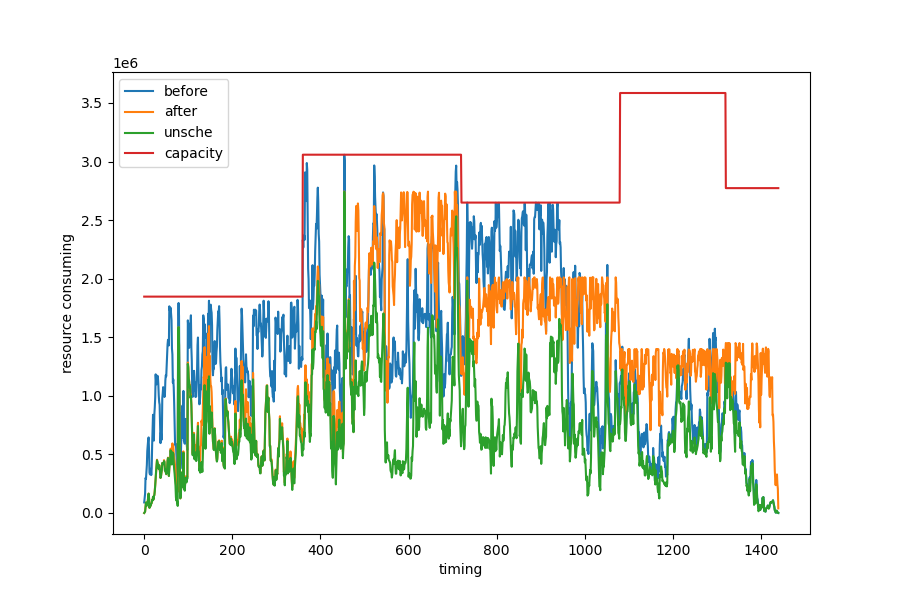 1e6
before
after
unsche
capacity
3.5
3.0
2.5
2.0
1.5
1.0
0.5
0.0
resource consuming
0 200 400 600 800 1000 1200 1400
timing